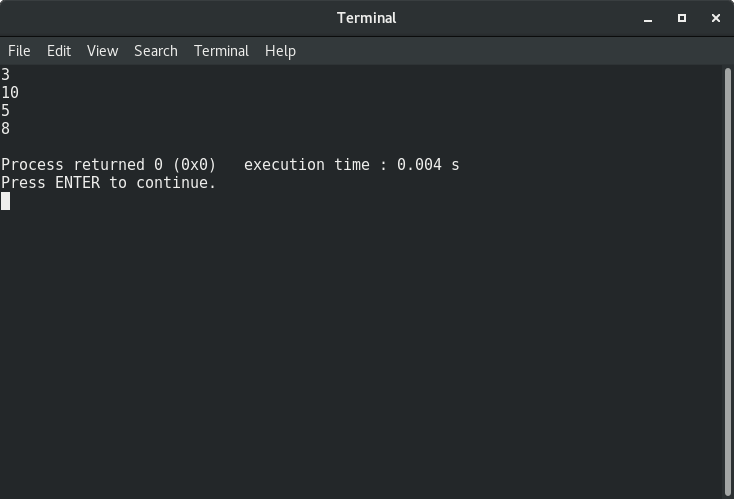 Terminal
File Edit View Search Terminal Help
3
10
5
8
Process returned 0 (0x0)   execution time : 0.004 s
Press ENTER to continue.